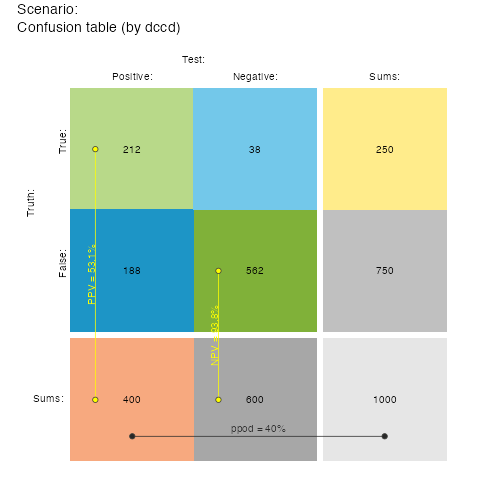 Scenario:
Confusion table (by dccd)
Test:
Positive: Negative: Sums:
Truth:
True: 212 38 250
False: 188 562 750
PPV = 53.1%
NPV = 93.6%
Sums: 400 600 1000
ppod = 40%